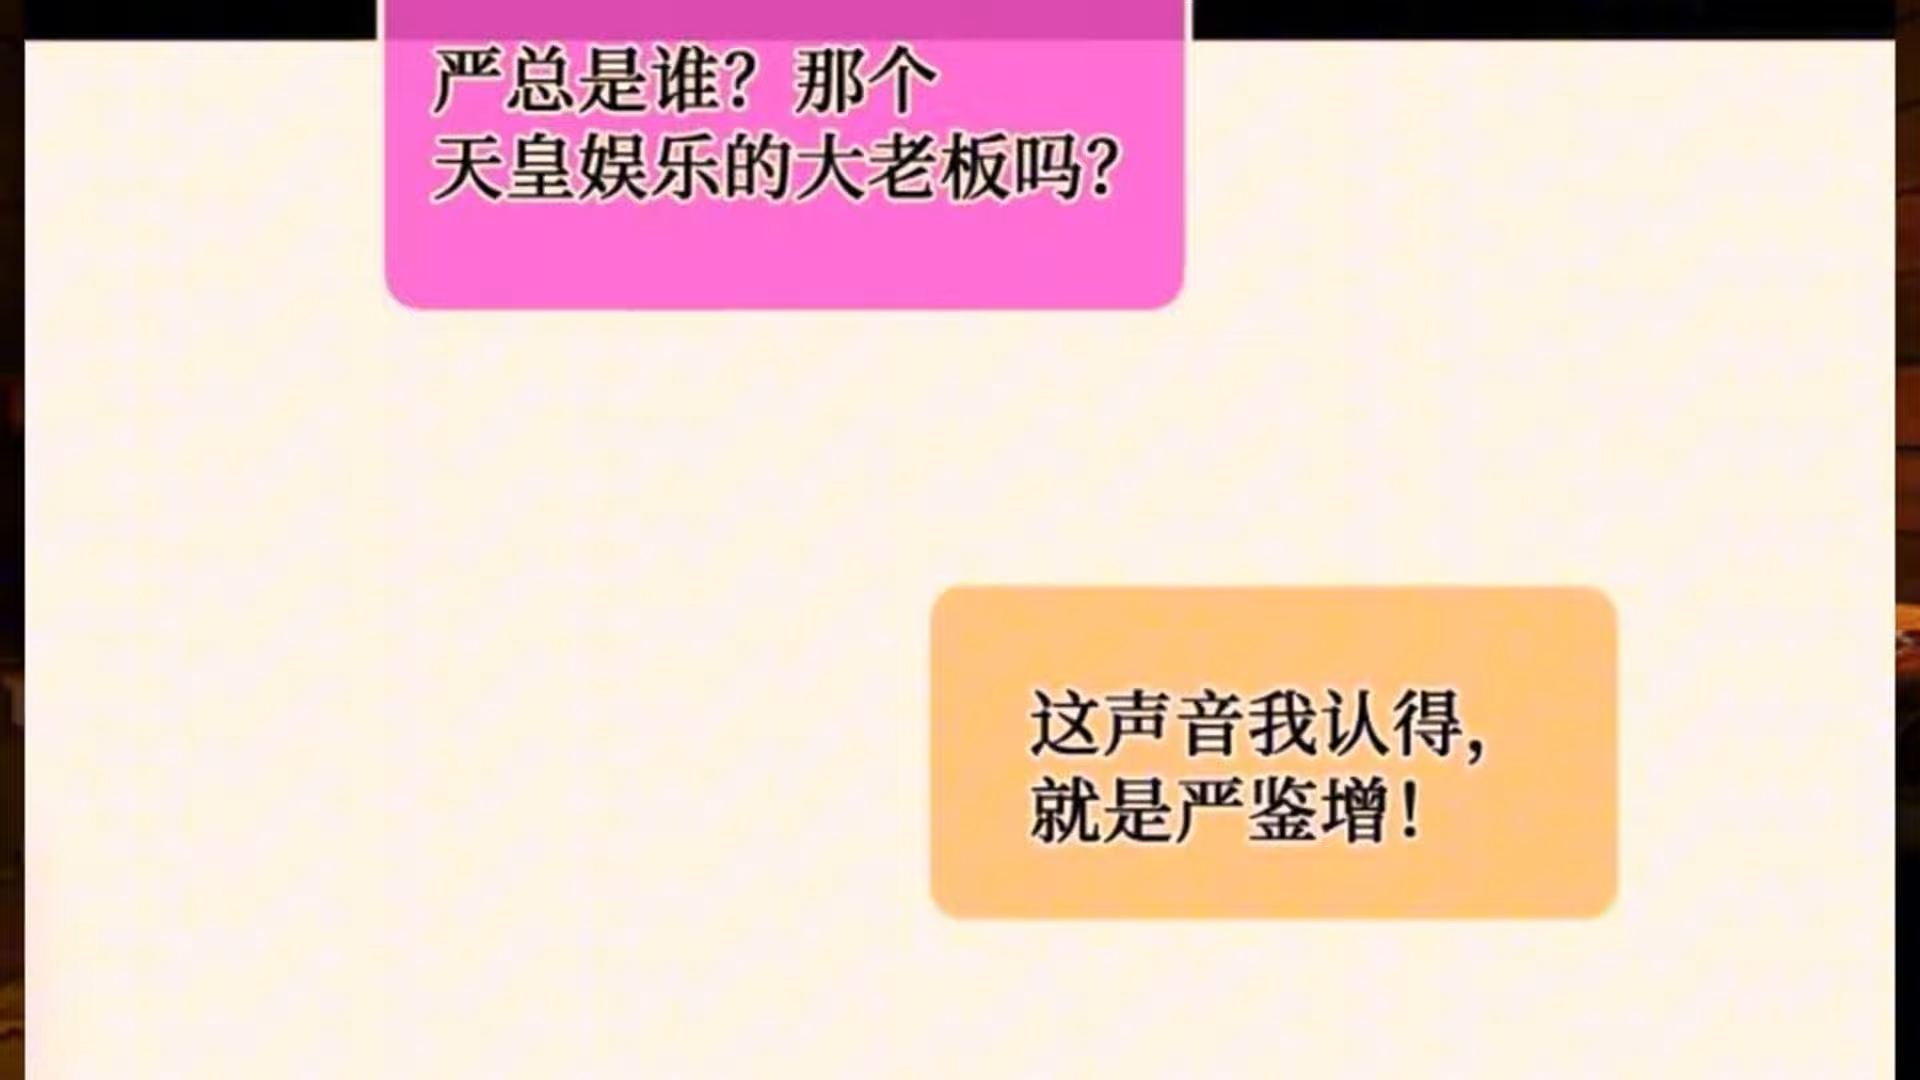 严总是谁？那个
天皇娱乐的大老板吗？
这声音我认得，
就是严鉴增！